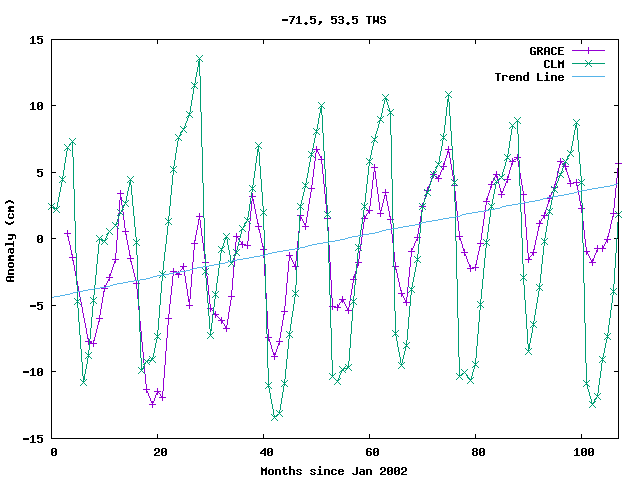 -71.5, 53.5 TWS
GRACE
CLM
Trend Line
15
10
5
0
-5
-10
-15
Anomaly (cm)
0 20 40 60 80 100
Months since Jan 2002